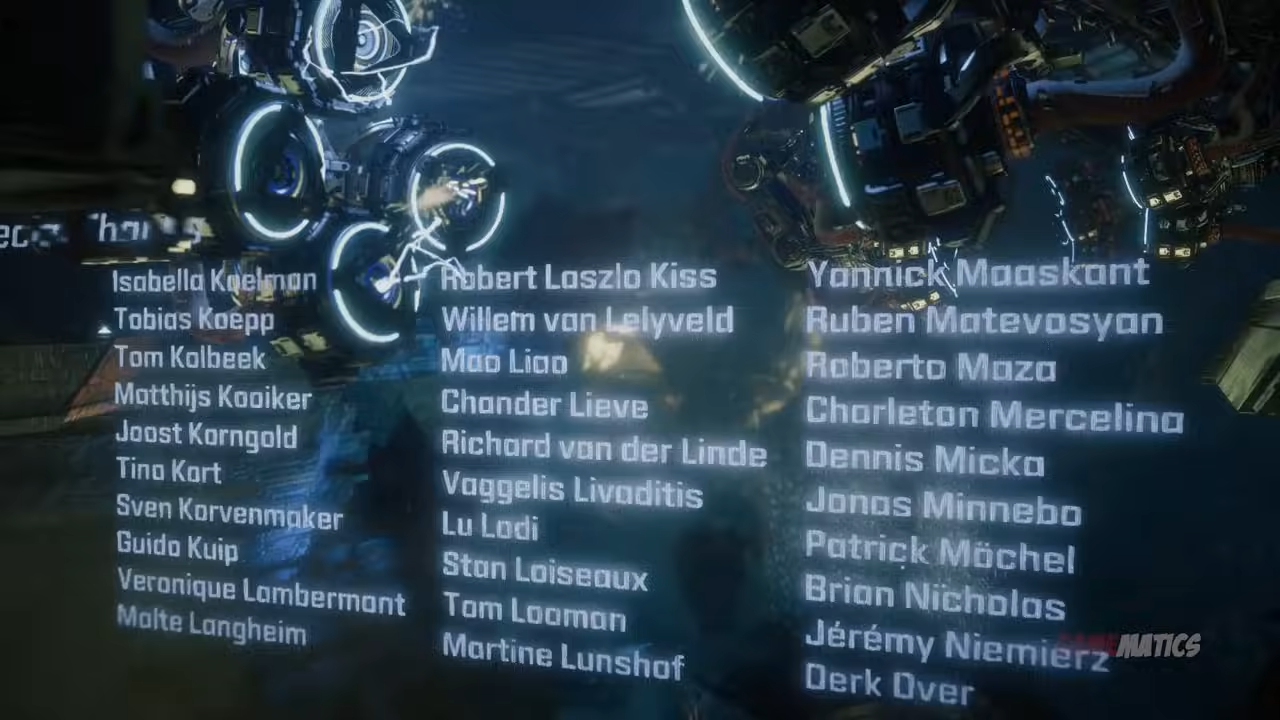 Isabella Koelman
Tobias Koepp
Tom Kolbeek
Matthijs Kooiker
Joost Korngold
Tino Kort
Sven Korvenmaker
Guido Kuip
Veronique Lambermont
Malte Langheim
Robert Laszlo Kiss
Willem van Lelyveld
Mao Liao
Chander Lieve
Richard van der Linde
Vaggelis Livaditis
Lu Lodi
Stan Loiseaux
Tom Looman
Martine Lunshof
Yannick Maaskant
Ruben Matevosyan
Roberto Maza
Charleton Mercelina
Dennis Micka
Jonas Minnebo
Patrick Möchel
Brian Nicholas
Jérémy Niemierz
Derk Over
GAMEMATICS